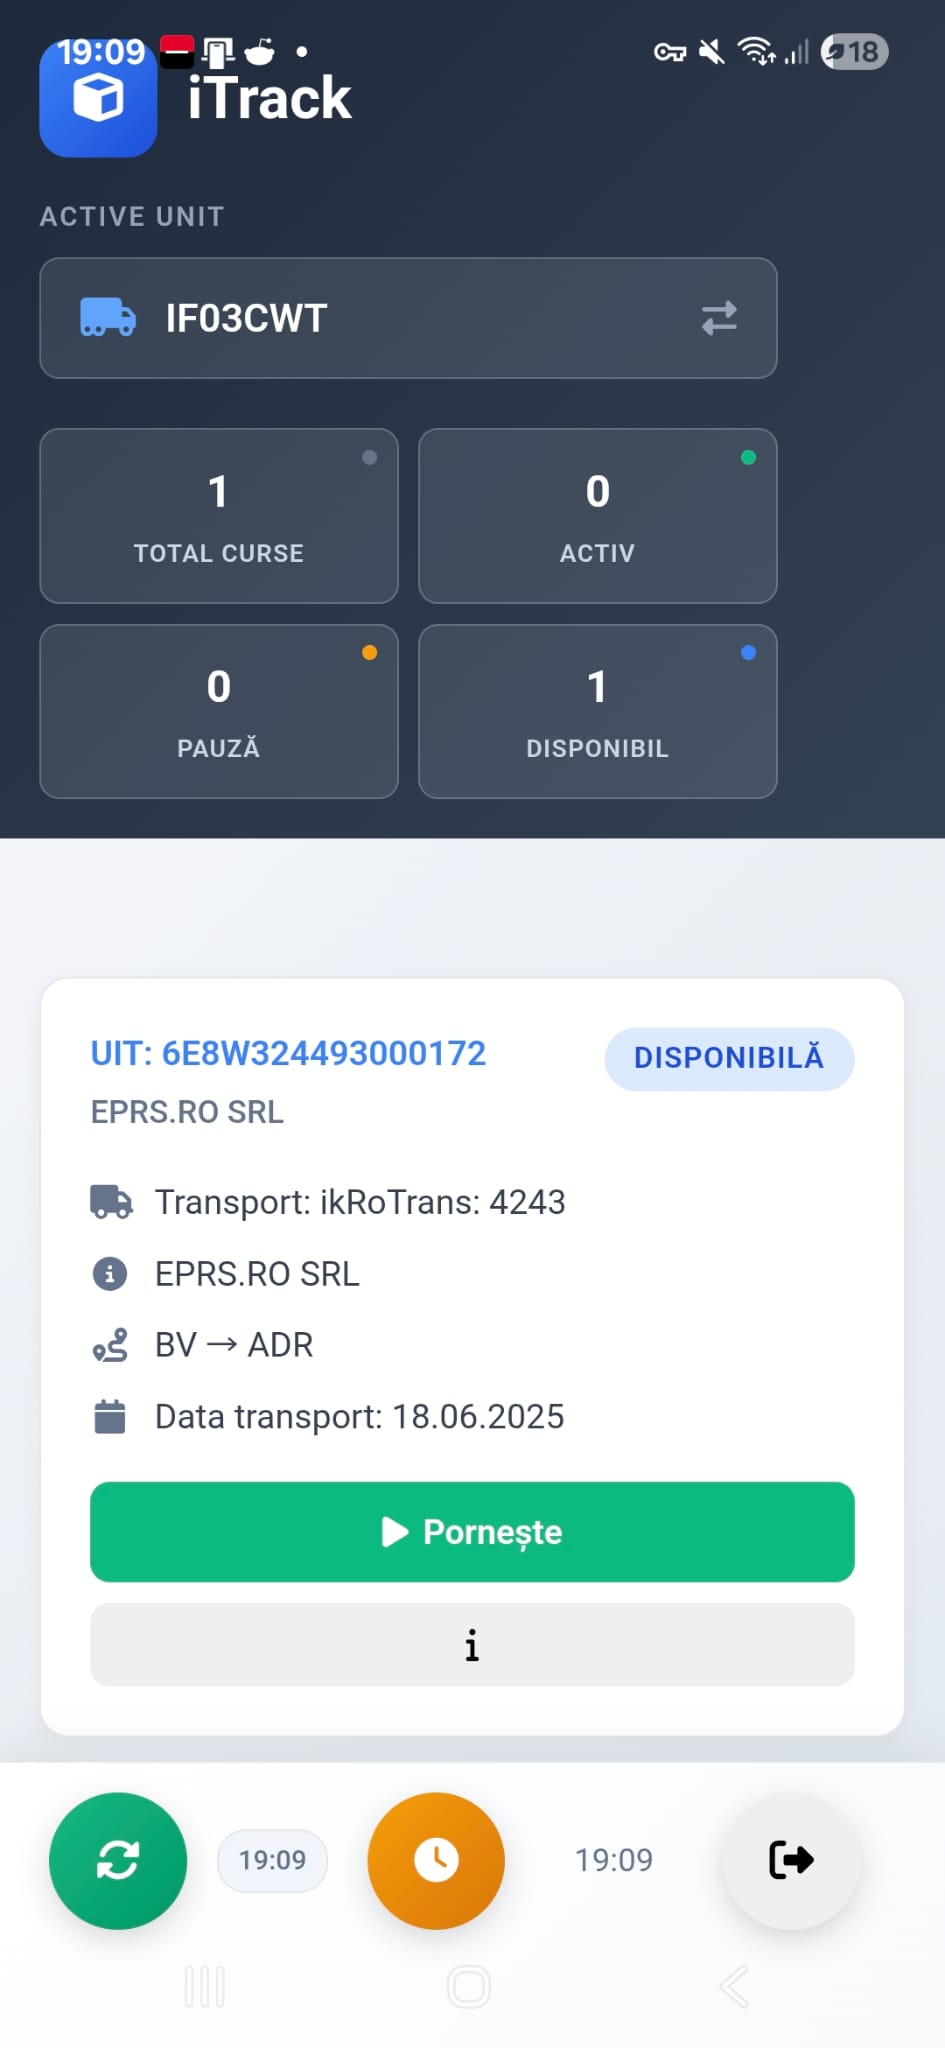 19:09
18
iTrack
ACTIVE UNIT
IF03CWT
1
TOTAL CURSE
0
ACTIV
0
PAUZĂ
1
DISPONIBIL
UIT: 6E8W324493000172
DISPONIBILĂ
EPRS.RO SRL
Transport: ikRoTrans: 4243
EPRS.RO SRL
BV → ADR
Data transport: 18.06.2025
Pornește
19:09
19:09